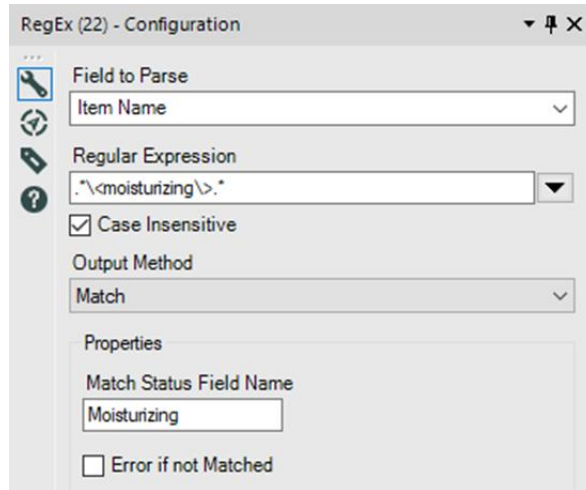 RegEx (22) - Configuration
Field to Parse
Item Name
Regular Expression
.*\<moisturizing\>.*
Case Insensitive
Output Method
Match
Properties
Match Status Field Name
Moisturizing
Error if not Matched